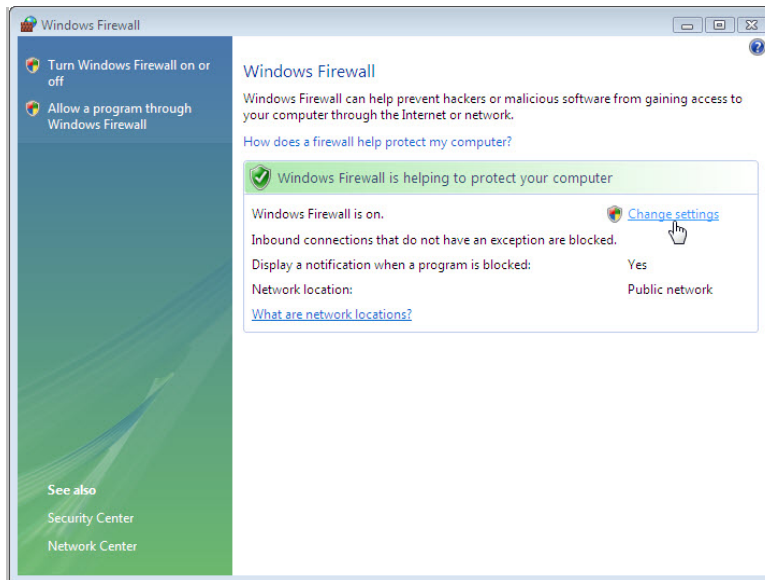 Windows Firewall
Turn Windows Firewall on or
off
Allow a program through
Windows Firewall
See also
Security Center
Network Center
Windows Firewall
Windows Firewall can help prevent hackers or malicious software from gaining access to
your computer through the Internet or network.
How does a firewall help protect my computer?
Windows Firewall is helping to protect your computer
Windows Firewall is on. Change settings
Inbound connections that do not have an exception are blocked.
Display a notification when a program is blocked: Yes
Network location: Public network
What are network locations?